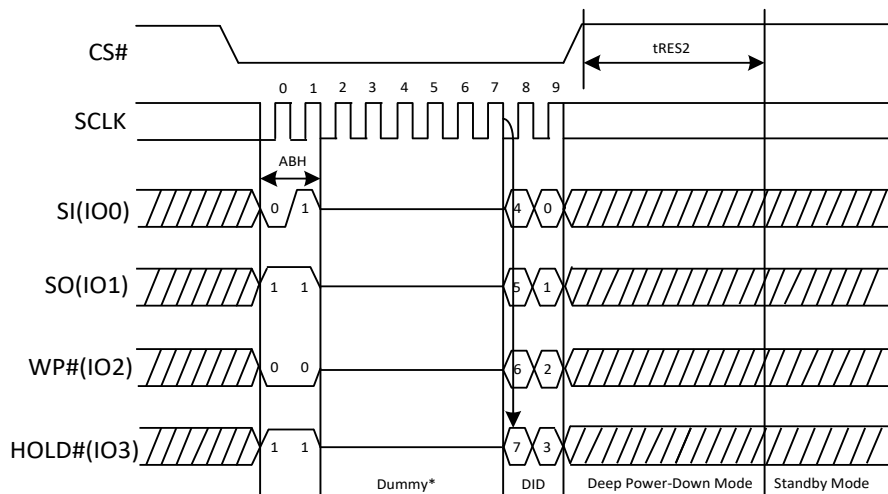 CS#
tRES2
0 1 2 3 4 5 6 7 8 9
SCLK
ABH
SI(IO0) 0 1 4 0
SO(IO1) 1 1 5 1
WP#(IO2) 0 0 6 2
HOLD#(IO3) 1 1 7 3
Dummy* DID Deep Power-Down Mode Standby Mode